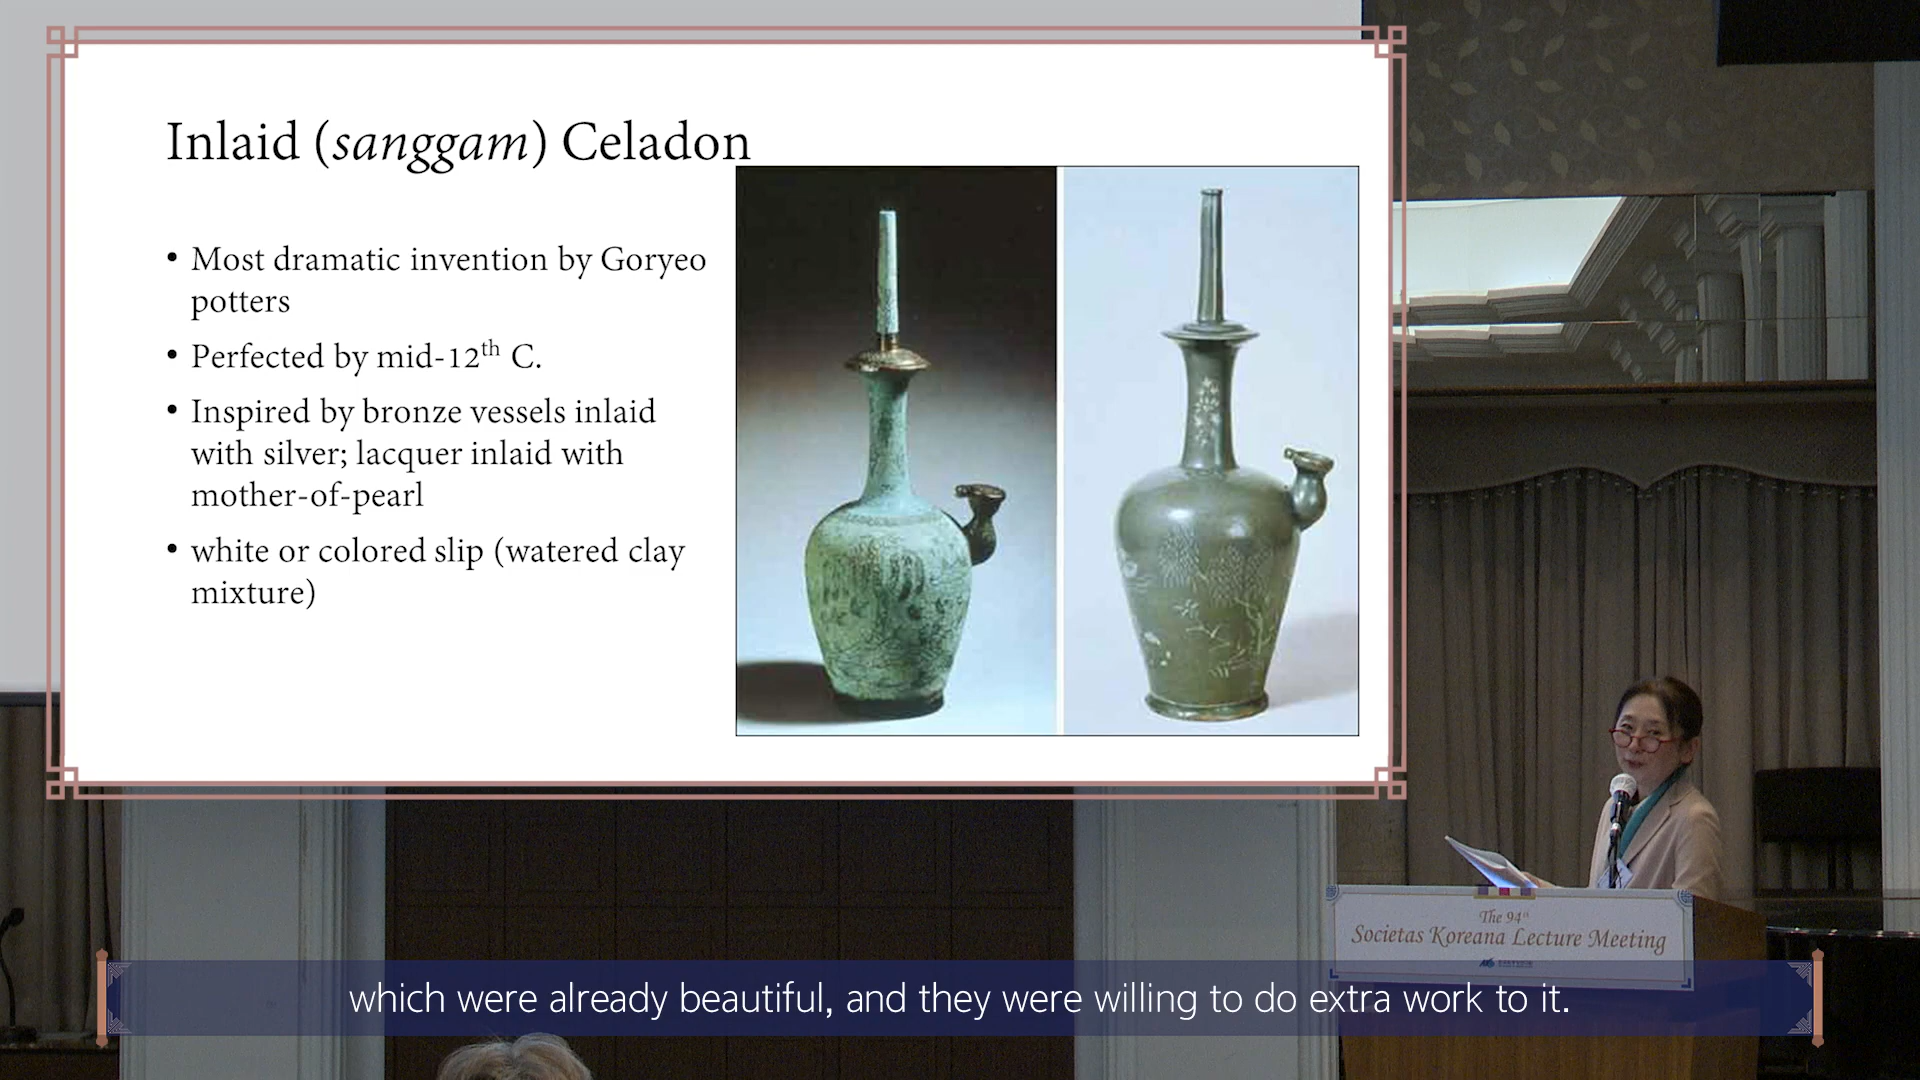 Inlaid (sanggam) Celadon
• Most dramatic invention by Goryeo
potters
• Perfected by mid-12th C.
• Inspired by bronze vessels inlaid
with silver; lacquer inlaid with
mother-of-pearl
• white or colored slip (watered clay
mixture)
The 94st
Societas Koreana Lecture Meeting
which were already beautiful, and they were willing to do extra work to it.